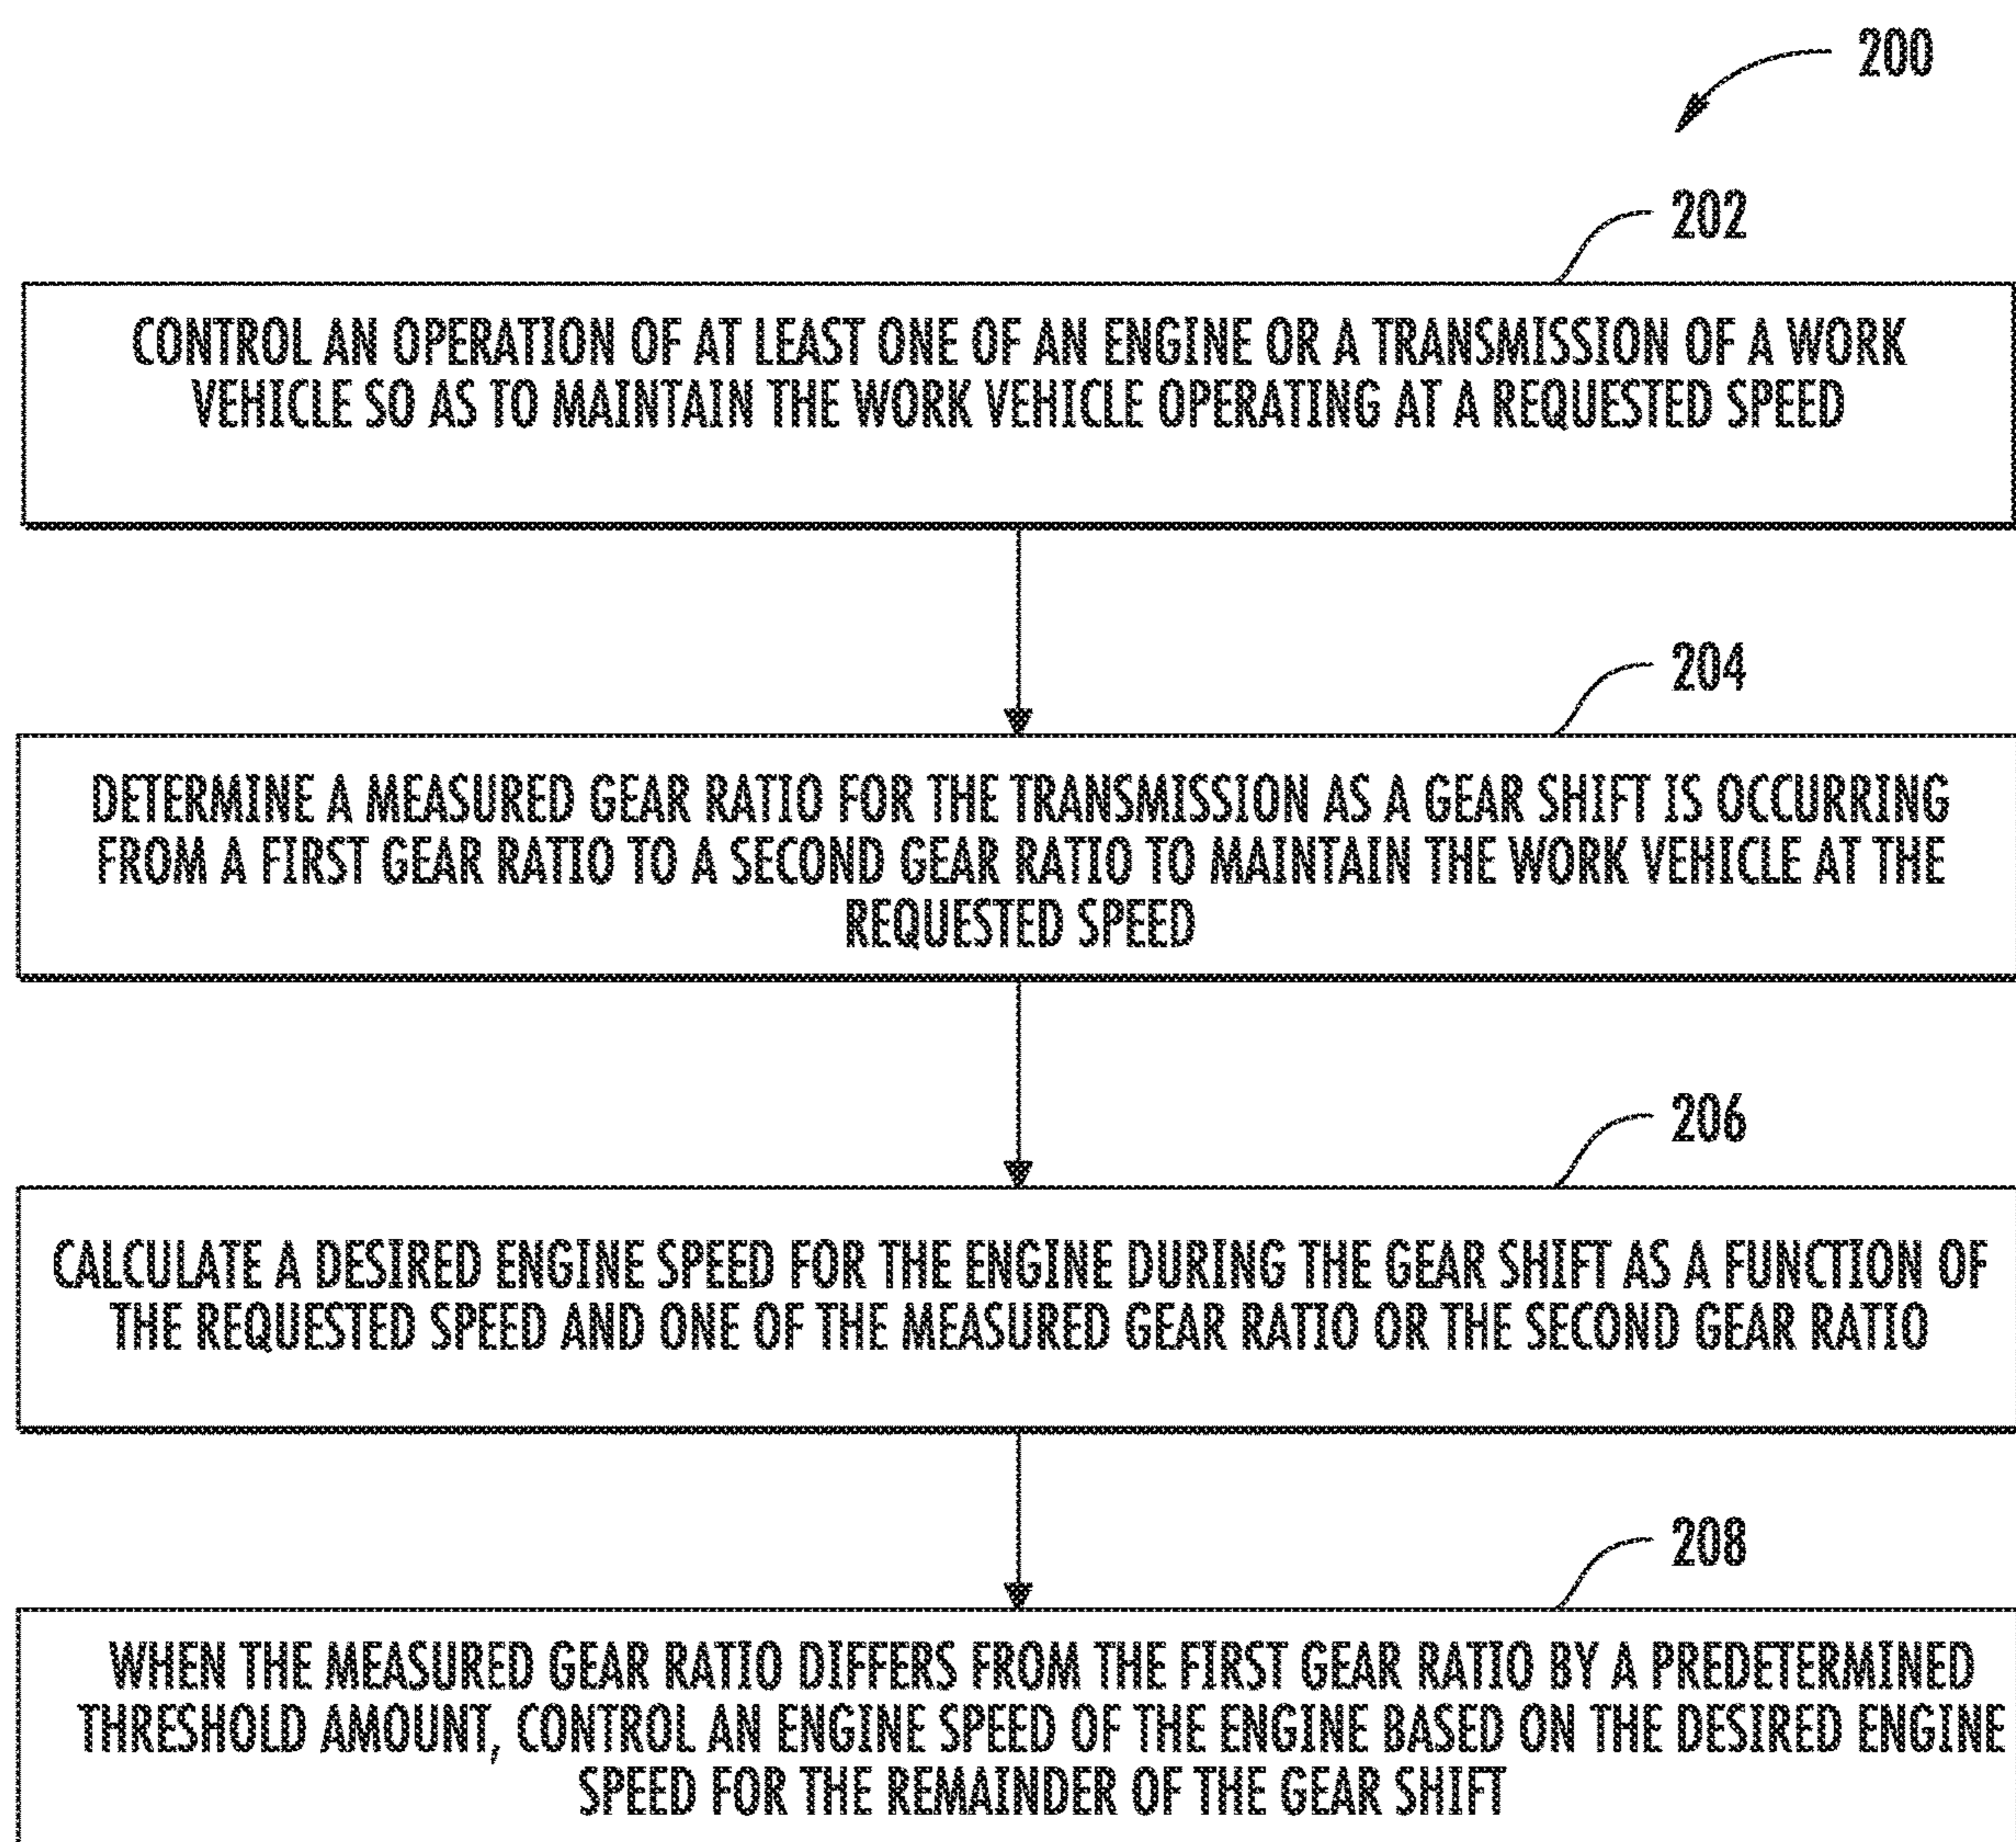 200
202
CONTROL AN OPERATION OF AT LEAST ONE OF AN ENGINE OR A TRANSMISSION OF A WORK
VEHICLE SO AS TO MAINTAIN THE WORK VEHICLE OPERATING AT A REQUESTED SPEED
204
DETERMINE A MEASURED GEAR RATIO FOR THE TRANSMISSION AS A GEAR SHIFT IS OCCURRING
FROM A FIRST GEAR RATIO TO A SECOND GEAR RATIO TO MAINTAIN THE WORK VEHICLE AT THE
REQUESTED SPEED
206
CALCULATE A DESIRED ENGINE SPEED FOR THE ENGINE DURING THE GEAR SHIFT AS A FUNCTION OF
THE REQUESTED SPEED AND ONE OF THE MEASURED GEAR RATIO OR THE SECOND GEAR RATIO
208
WHEN THE MEASURED GEAR RATIO DIFFERS FROM THE FIRST GEAR RATIO BY A PREDETERMINED
THRESHOLD AMOUNT, CONTROL AN ENGINE SPEED OF THE ENGINE BASED ON THE DESIRED ENGINE
SPEED FOR THE REMAINDER OF THE GEAR SHIFT